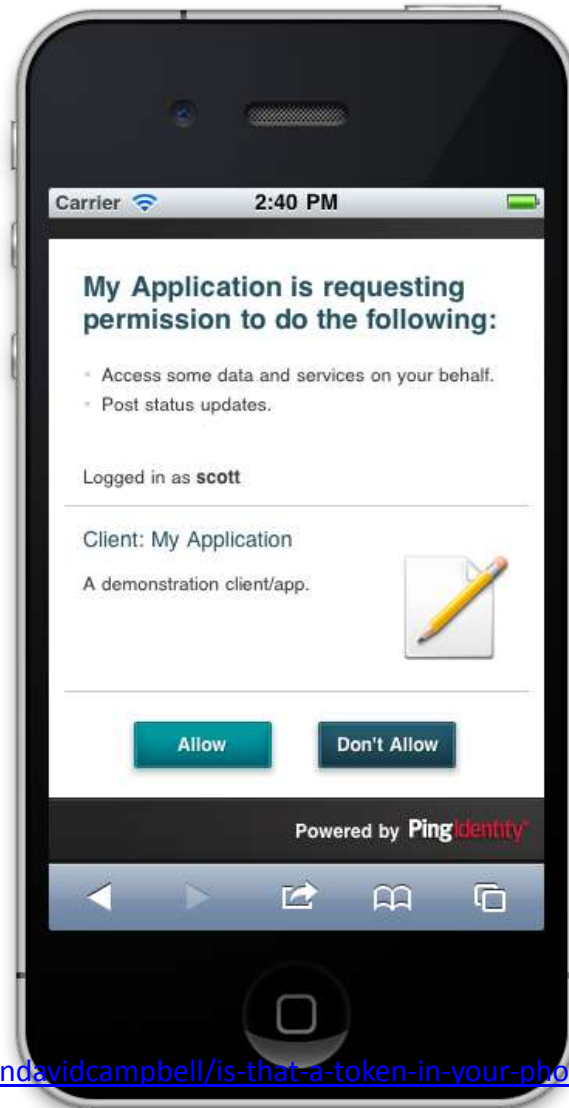 Carrier 2:40 PM
My Application is requesting
permission to do the following:
Access some data and services on your behalf.
Post status updates.
Logged in as scott
Client: My Application
A demonstration client/app.
Allow Don't Allow
Powered by PingIdentity
ndavidcampbell/is-that-a-token-in-your-pho